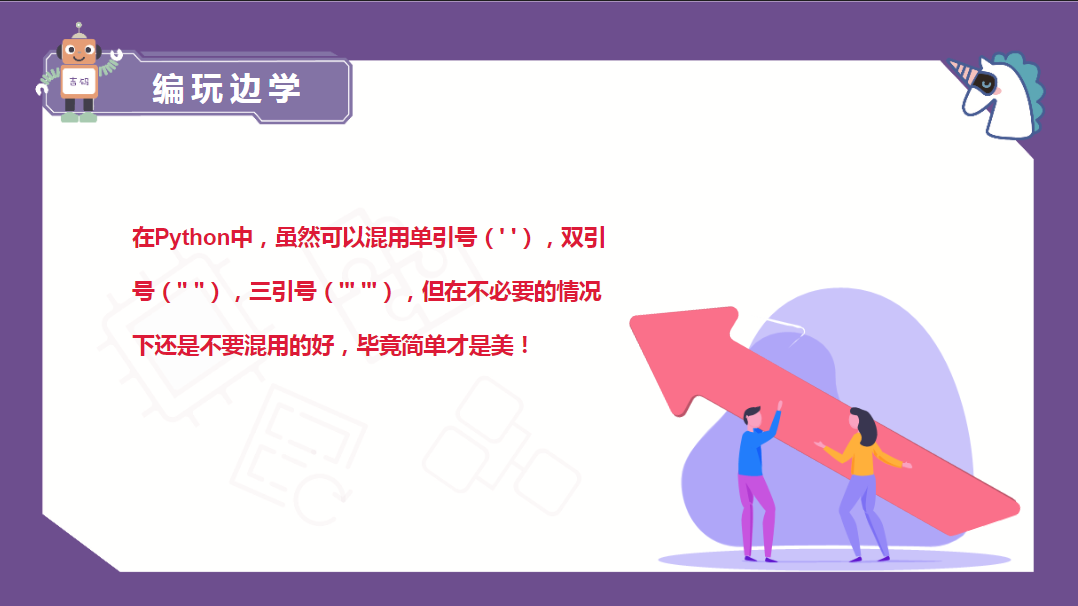 编玩边学
在Python中，虽然可以混用单引号（' '），双引
号（" "），三引号（''' '''），但在不必要的情况
下还是不要混用的好，毕竟简单才是美！